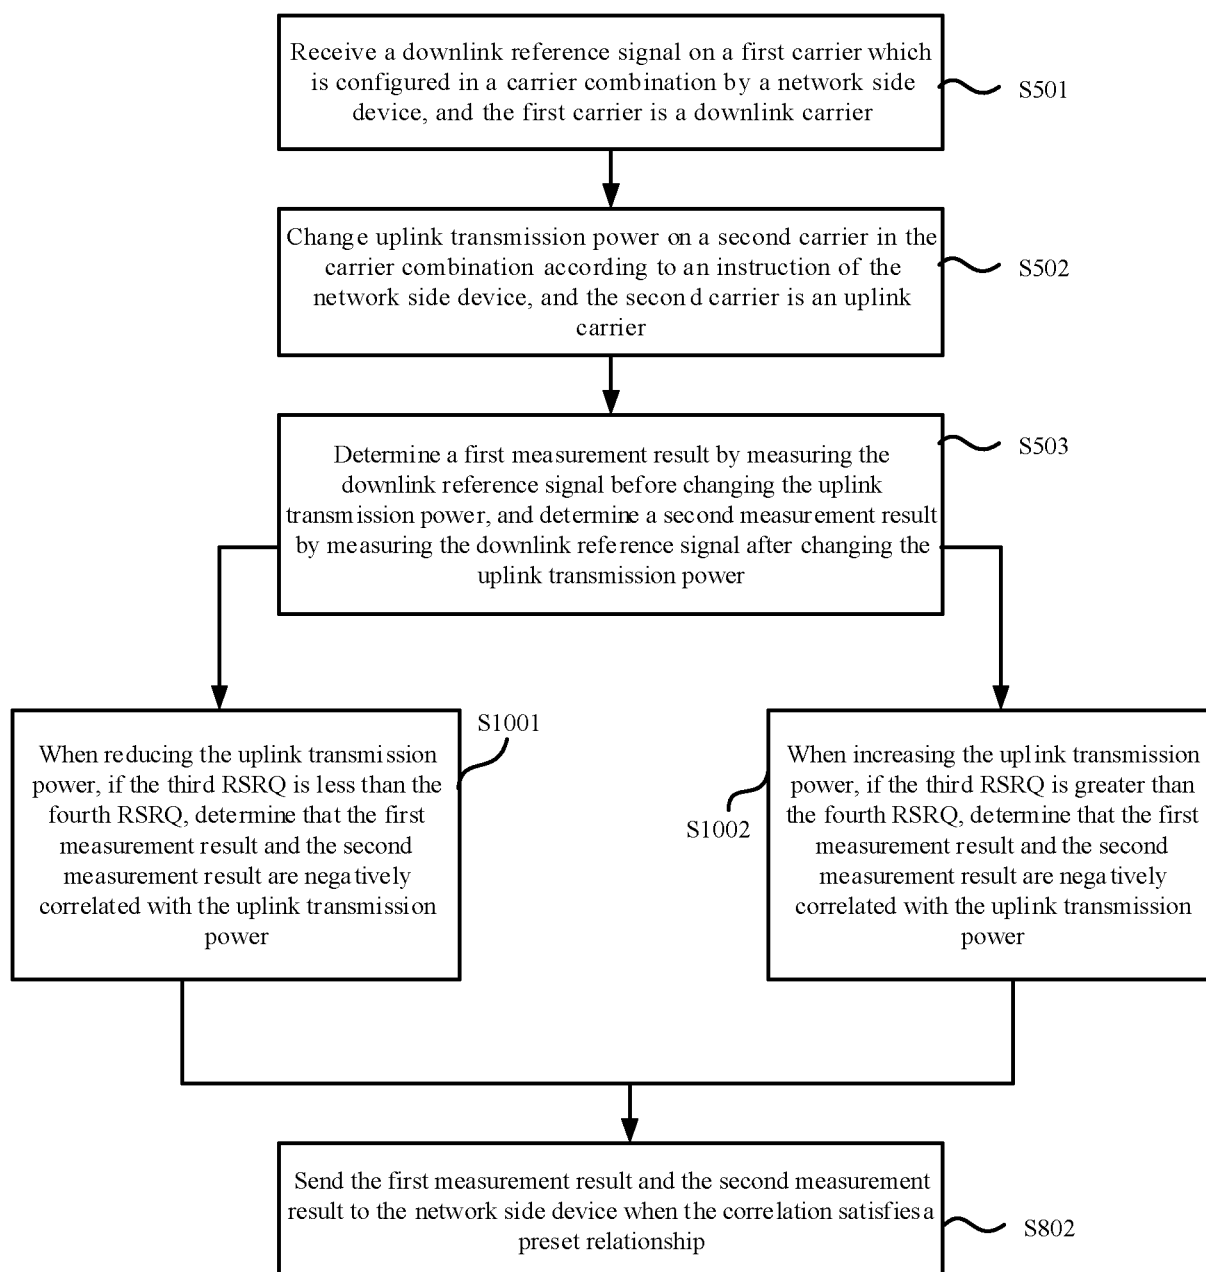 Receive a downlink reference signal on a first carrier which
is configured in a carrier combination by a network side
device, and the first carrier is a downlink carrier
S501
Change uplink transmission power on a second carrier in the
carrier combination according to an instruction of the
network side device, and the second carrier is an uplink
carrier
S502
Determine a first measurement result by measuring the
downlink reference signal before changing the uplink
transmission power, and determine a second measurement result
by measuring the downlink reference signal after changing the
uplink transmission power
S503
When reducing the uplink transmission
power, if the third RSRQ is less than the
fourth RSRQ, determine that the first
measurement result and the second
measurement result are negatively
correlated with the uplink transmission
power
S1001
When increasing the uplink transmission
power, if the third RSRQ is greater than
the fourth RSRQ, determine that the first
measurement result and the second
measurement result are negatively
correlated with the uplink transmission
power
S1002
Send the first measurement result and the second measurement
result to the network side device when the correlation satisfies a
preset relationship
S802